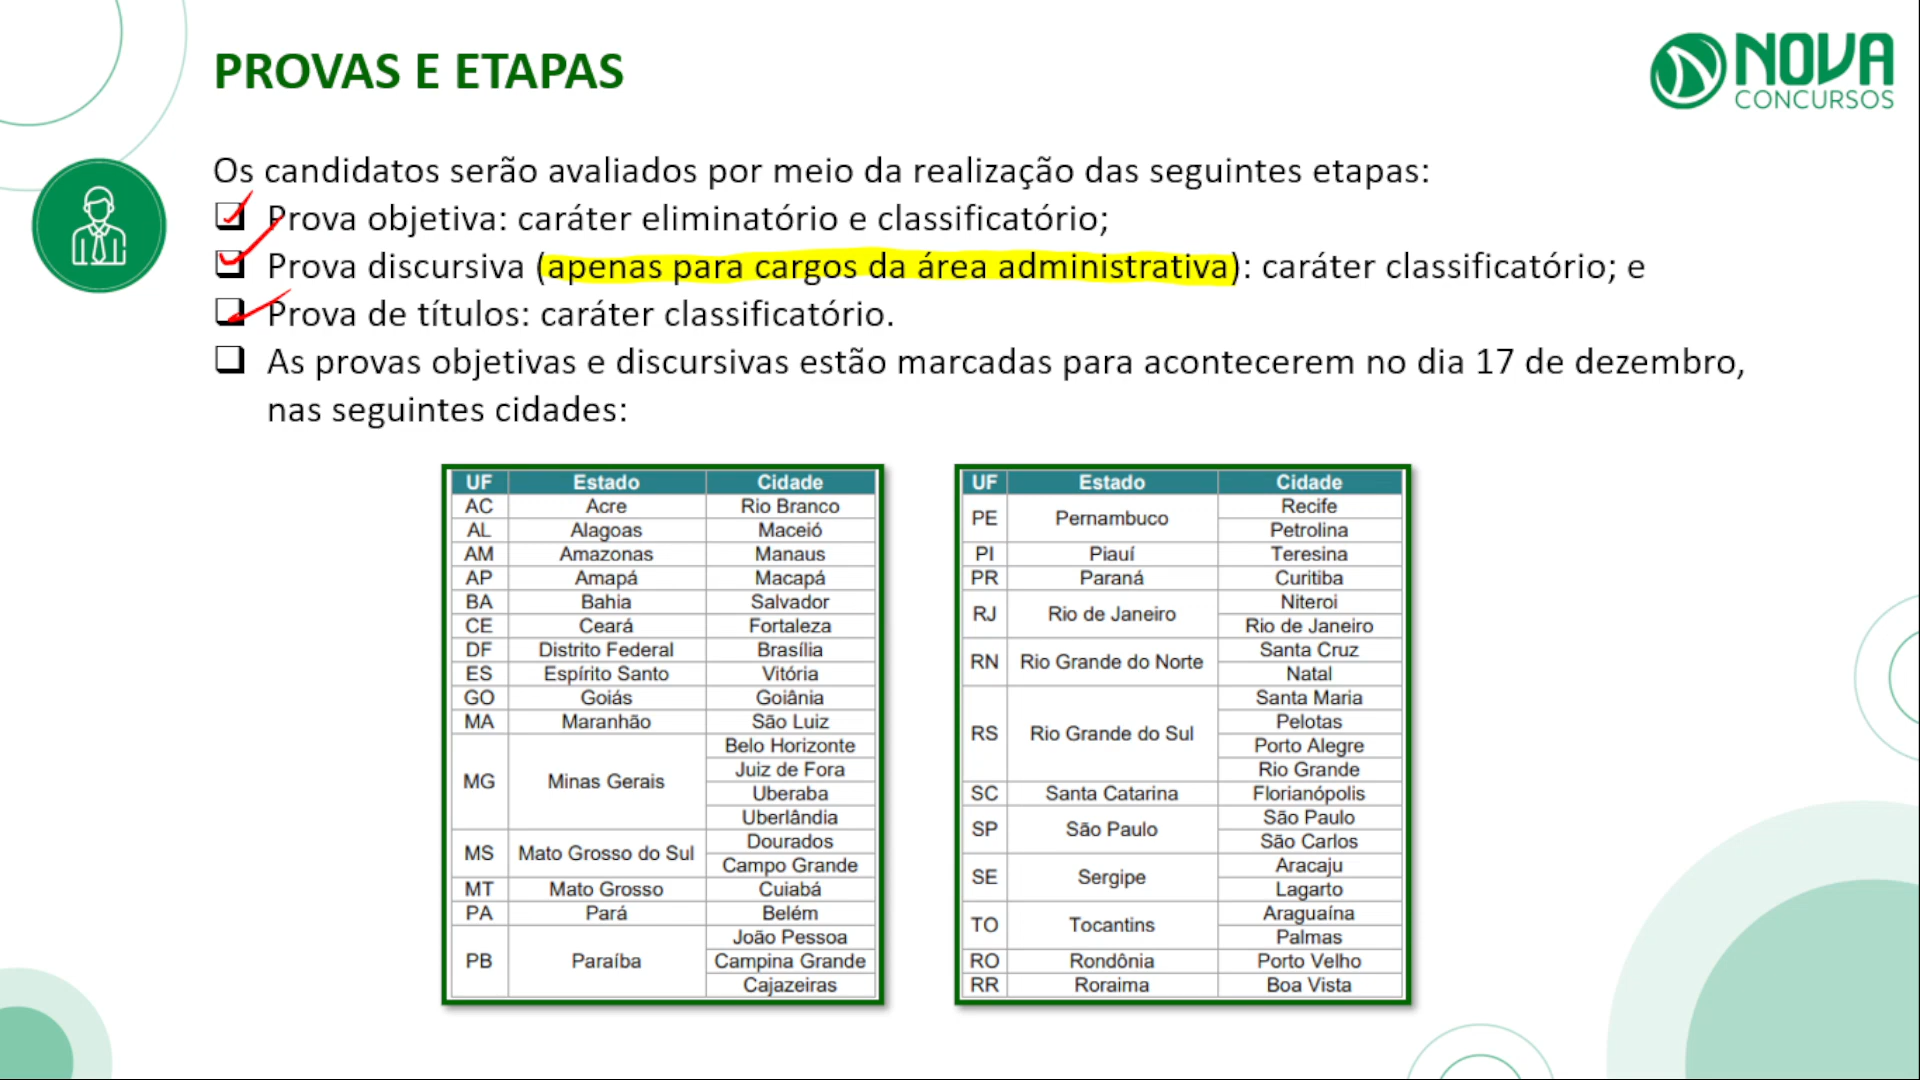 PROVAS E ETAPAS
NOVA
CONCURSOS
Os candidatos serão avaliados por meio da realização das seguintes etapas:
Prova objetiva: caráter eliminatório e classificatório;
Prova discursiva (apenas para cargos da área administrativa): caráter classificatório; e
Prova de títulos: caráter classificatório.
As provas objetivas e discursivas estão marcadas para acontecerem no dia 17 de dezembro,
nas seguintes cidades:
UF Estado Cidade
AC Acre Rio Branco
AL Alagoas Maceió
AM Amazonas Manaus
AP Amapá Macapá
BA Bahia Salvador
CE Ceará Fortaleza
DF Distrito Federal Brasília
ES Espírito Santo Vitória
GO Goiás Goiânia
MA Maranhão São Luiz
MG Minas Gerais Belo Horizonte
Juiz de Fora
Uberaba
Uberlândia
MS Mato Grosso do Sul Dourados
Campo Grande
MT Mato Grosso Cuiabá
PA Pará Belém
PB Paraíba João Pessoa
Campina Grande
Cajazeiras
UF Estado Cidade
PE Pernambuco Recife
Petrolina
PI Piauí Teresina
PR Paraná Curitiba
RJ Rio de Janeiro Niteroi
Rio de Janeiro
RN Rio Grande do Norte Santa Cruz
Natal
RS Rio Grande do Sul Santa Maria
Pelotas
Porto Alegre
Rio Grande
SC Santa Catarina Florianópolis
SP São Paulo São Paulo
São Carlos
SE Sergipe Aracaju
Lagarto
TO Tocantins Araguaína
Palmas
RO Rondônia Porto Velho
RR Roraima Boa Vista